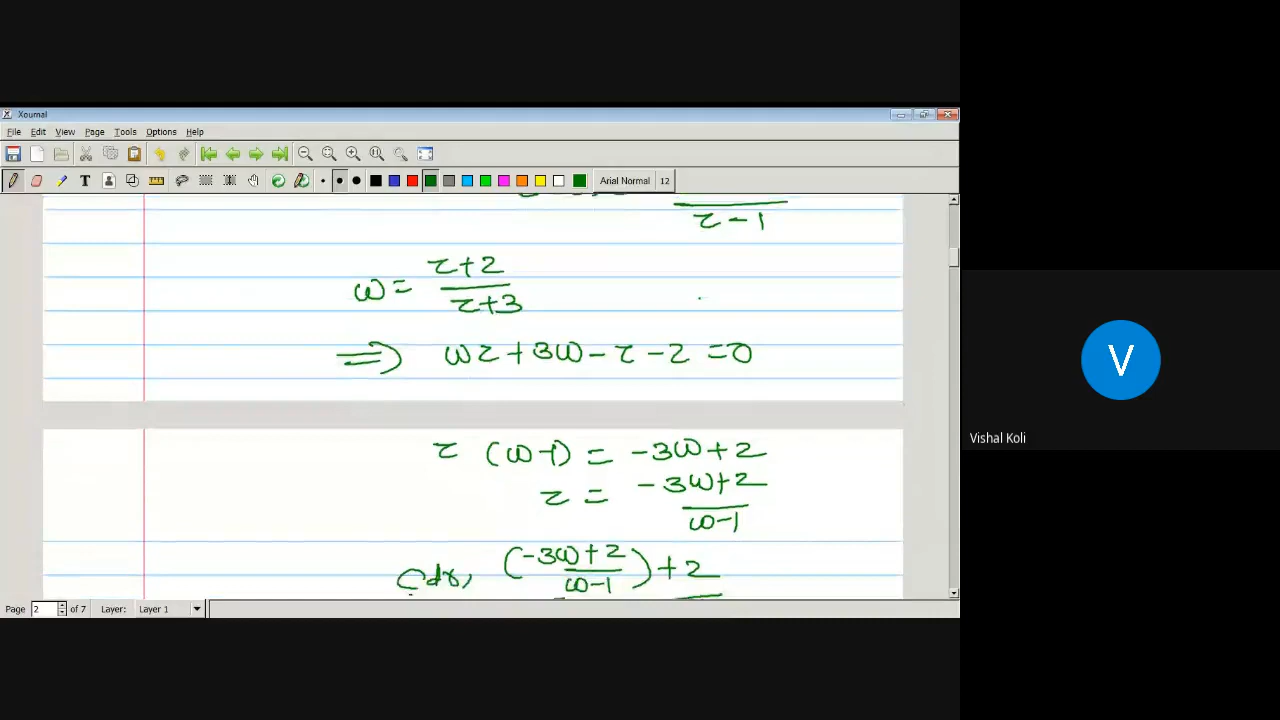 Xournal
File Edit View Page Tools Options Help
Arial Normal 12
z - 1
ω = z+2 / z+3
⇒ ωz + 3ω - z - 2 = 0
z (ω-1) = -3ω + 2
z = -3ω+2 / ω-1
(-3ω+2 / ω-1) + 2
Page 2 of 7 Layer: Layer 1
V
Vishal Koli